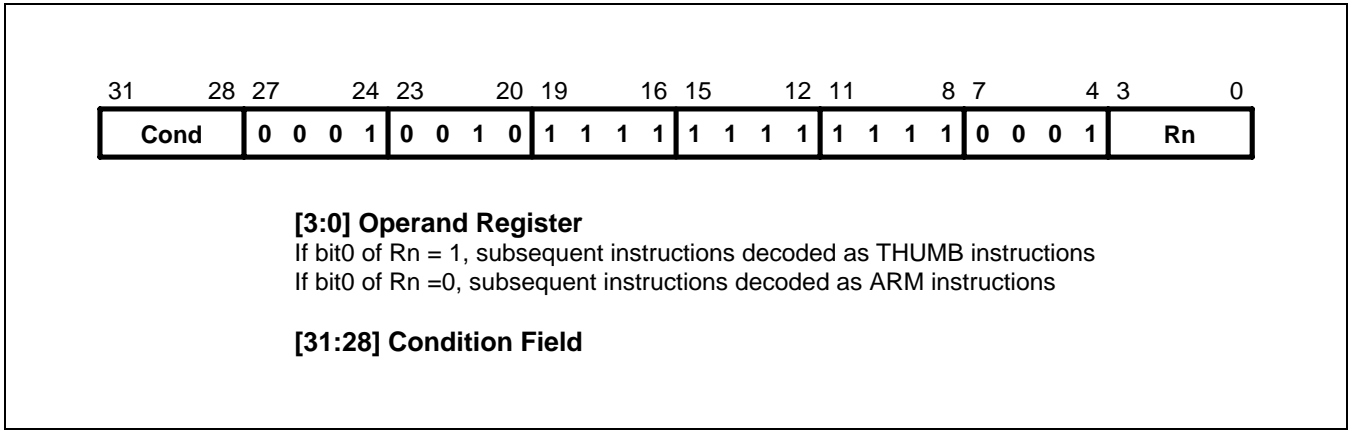 31 28 27 24 23 20 19 16 15 12 11 8 7 4 3 0
Cond 0 0 0 1 0 0 1 0 1 1 1 1 1 1 1 1 1 1 1 1 0 0 0 1 Rn
[3:0] Operand Register
If bit0 of Rn = 1, subsequent instructions decoded as THUMB instructions
If bit0 of Rn =0, subsequent instructions decoded as ARM instructions
[31:28] Condition Field